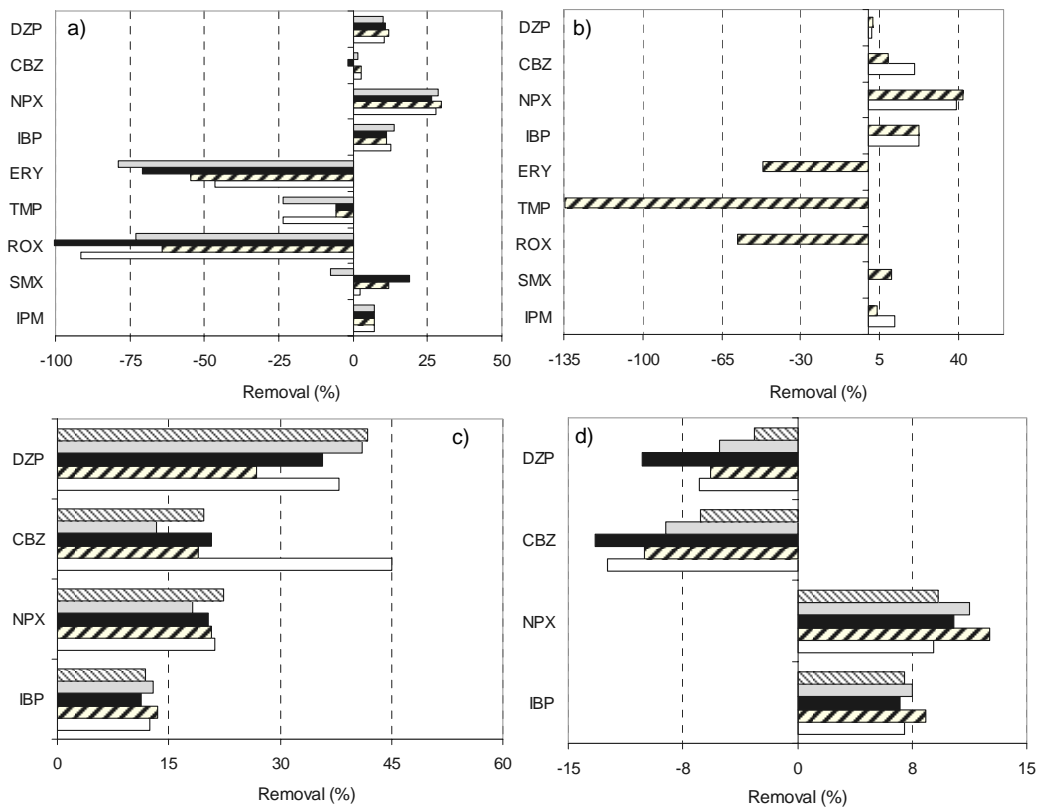 a)
DZP
CBZ
NPX
IBP
ERY
TMP
ROX
SMX
IPM
-100 -75 -50 -25 0 25 50
Removal (%)
b)
DZP
CBZ
NPX
IBP
ERY
TMP
ROX
SMX
IPM
-135 -100 -65 -30 5 40
Removal (%)
c)
DZP
CBZ
NPX
IBP
0 15 30 45 60
Removal (%)
d)
DZP
CBZ
NPX
IBP
-15 -8 0 8 15
Removal (%)